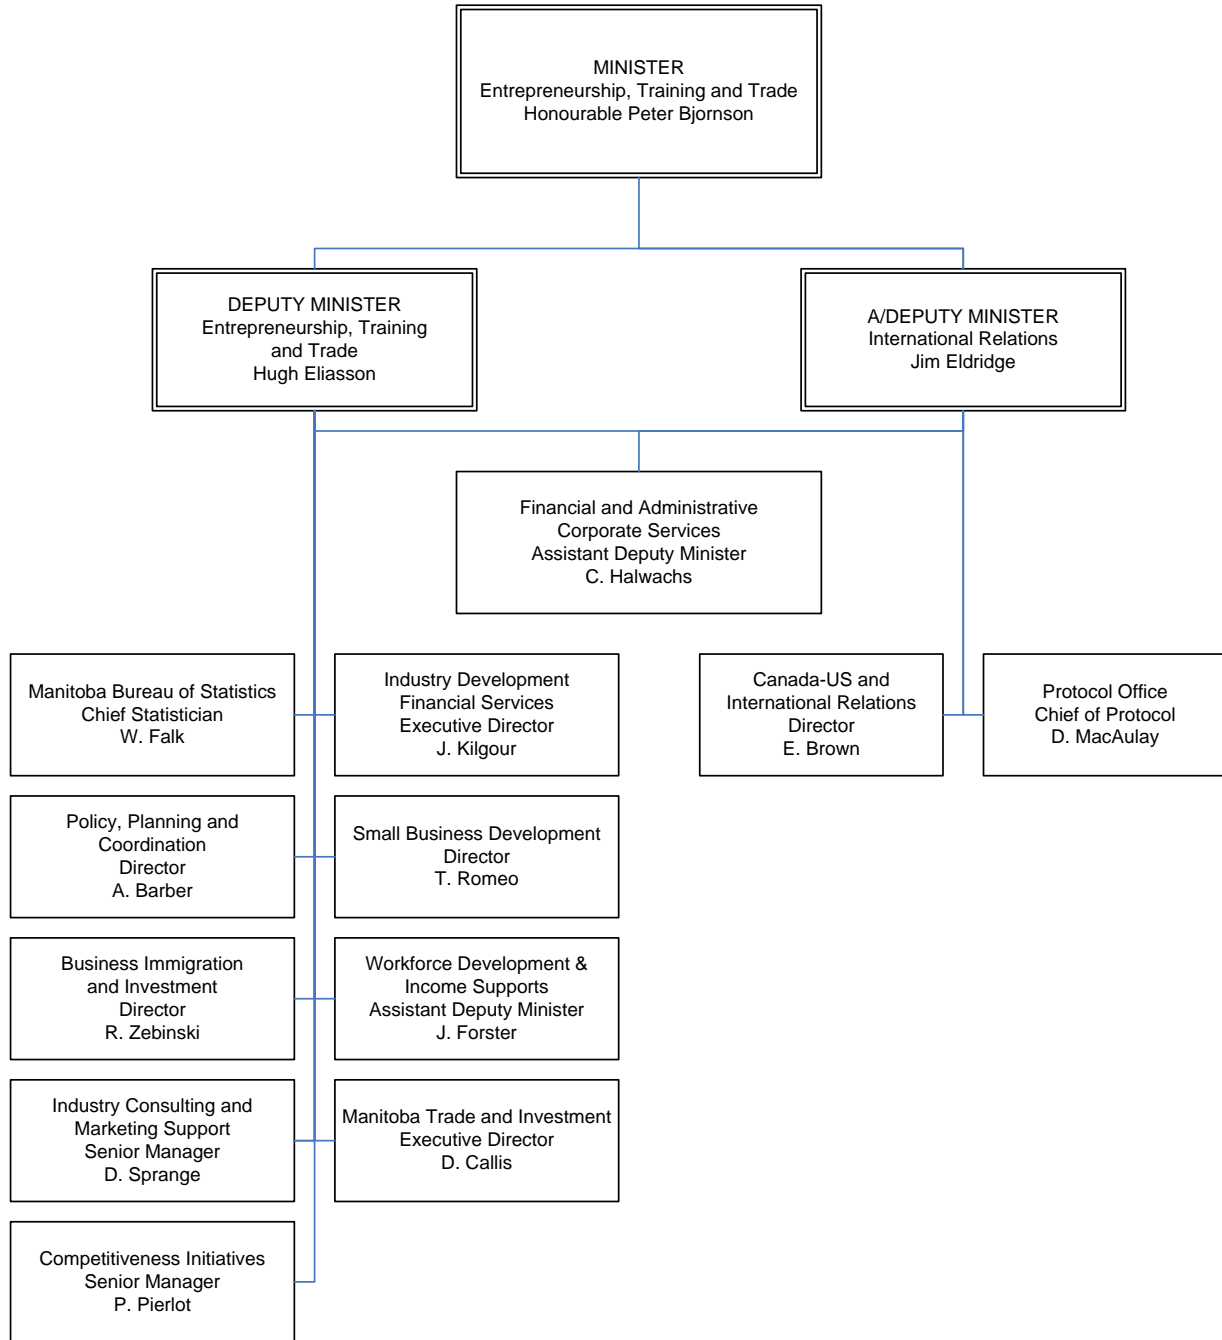 MINISTER
Entrepreneurship, Training and Trade
Honourable Peter Bjornson
DEPUTY MINISTER
Entrepreneurship, Training
and Trade
Hugh Eliasson
A/DEPUTY MINISTER
International Relations
Jim Eldridge
Financial and Administrative
Corporate Services
Assistant Deputy Minister
C. Halwachs
Manitoba Bureau of Statistics
Chief Statistician
W. Falk
Industry Development
Financial Services
Executive Director
J. Kilgour
Canada-US and
International Relations
Director
E. Brown
Protocol Office
Chief of Protocol
D. MacAulay
Policy, Planning and
Coordination
Director
A. Barber
Small Business Development
Director
T. Romeo
Business Immigration
and Investment
Director
R. Zebinski
Workforce Development &
Income Supports
Assistant Deputy Minister
J. Forster
Industry Consulting and
Marketing Support
Senior Manager
D. Sprange
Manitoba Trade and Investment
Executive Director
D. Callis
Competitiveness Initiatives
Senior Manager
P. Pierlot